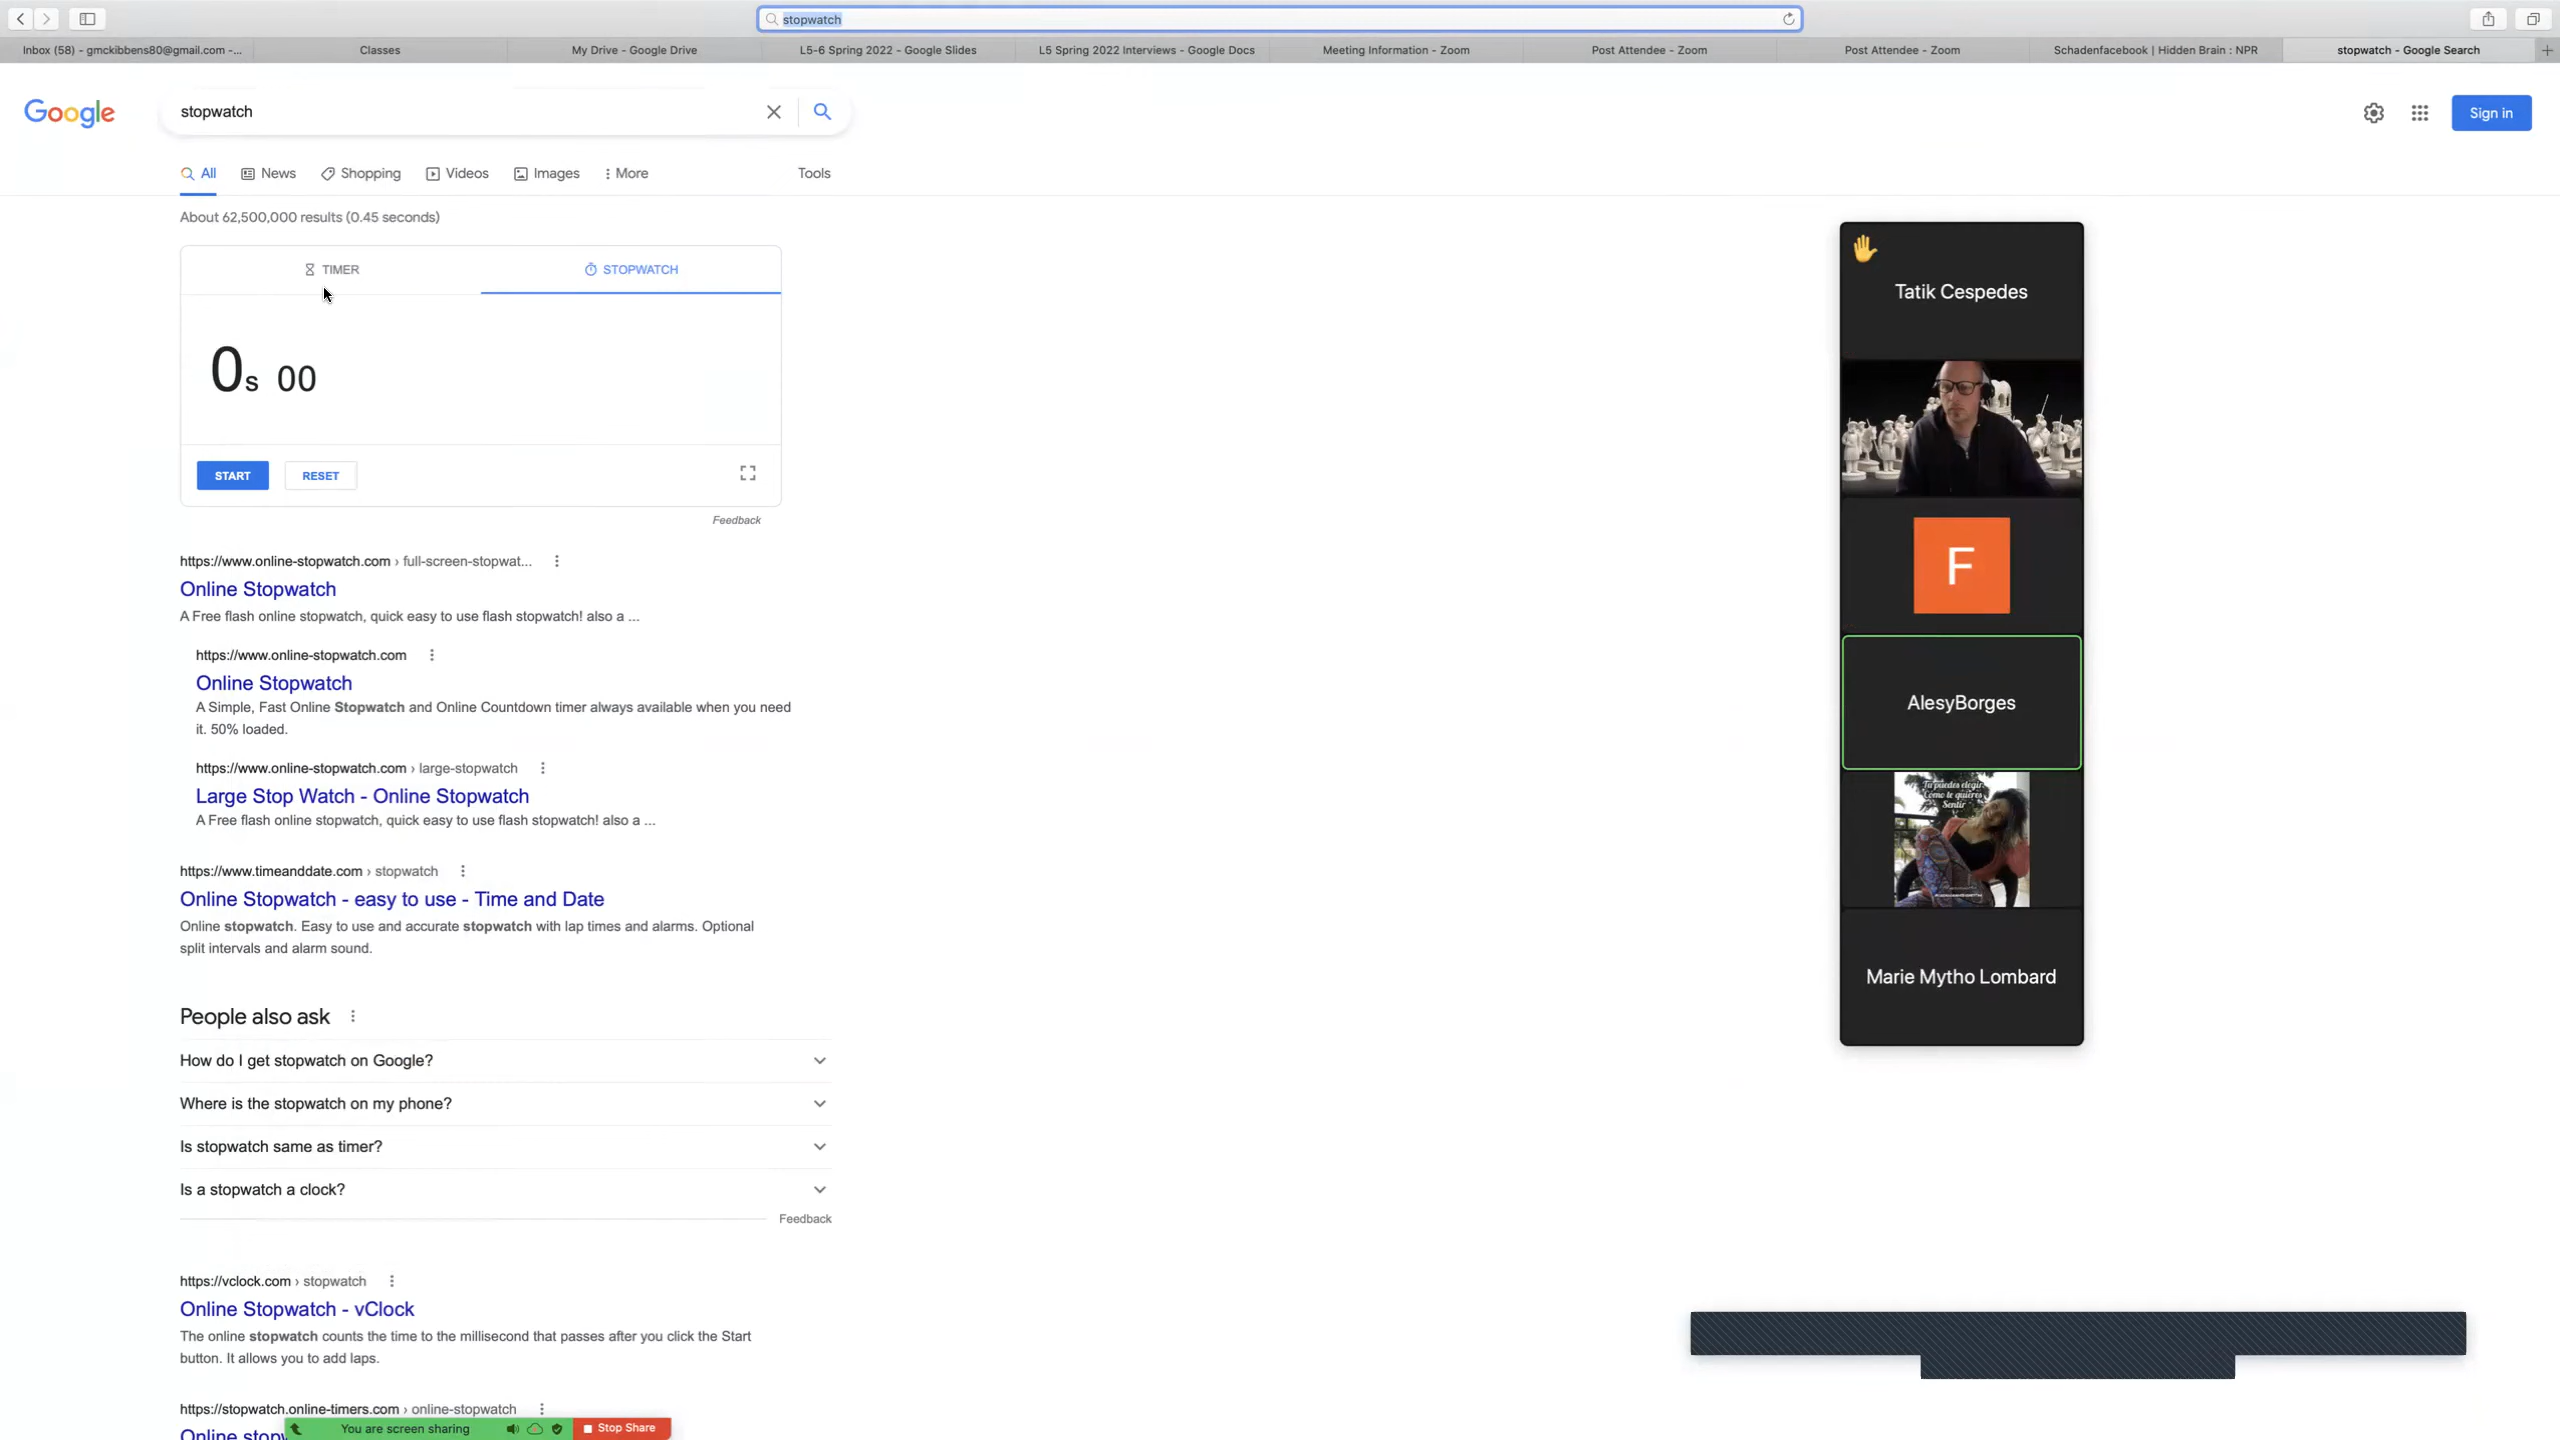 stopwatch
Inbox (58) - gmckibbens80@gmail.com -...
Classes
My Drive - Google Drive
L5-6 Spring 2022 - Google Slides
L5 Spring 2022 Interviews - Google Docs
Meeting Information - Zoom
Post Attendee - Zoom
Post Attendee - Zoom
Schadenfacebook | Hidden Brain : NPR
stopwatch - Google Search
Google
stopwatch
Sign in
All
News
Shopping
Videos
Images
More
Tools
About 62,500,000 results (0.45 seconds)
TIMER
STOPWATCH
0s 00
START
RESET
Feedback
https://www.online-stopwatch.com › full-screen-stopwat...
Online Stopwatch
A Free flash online stopwatch, quick easy to use flash stopwatch! also a ...
https://www.online-stopwatch.com
Online Stopwatch
A Simple, Fast Online Stopwatch and Online Countdown timer always available when you need
it. 50% loaded.
https://www.online-stopwatch.com › large-stopwatch
Large Stop Watch - Online Stopwatch
A Free flash online stopwatch, quick easy to use flash stopwatch! also a ...
https://www.timeanddate.com › stopwatch
Online Stopwatch - easy to use - Time and Date
Online stopwatch. Easy to use and accurate stopwatch with lap times and alarms. Optional
split intervals and alarm sound.
People also ask
How do I get stopwatch on Google?
Where is the stopwatch on my phone?
Is stopwatch same as timer?
Is a stopwatch a clock?
Feedback
https://vclock.com › stopwatch
Online Stopwatch - vClock
The online stopwatch counts the time to the millisecond that passes after you click the Start
button. It allows you to add laps.
https://stopwatch.online-timers.com › online-stopwatch
Online
You are screen sharing
Stop Share
Tatik Cespedes
F
AlesyBorges
Tu puedes elegir
Como te quieres
Sentir
Marie Mytho Lombard